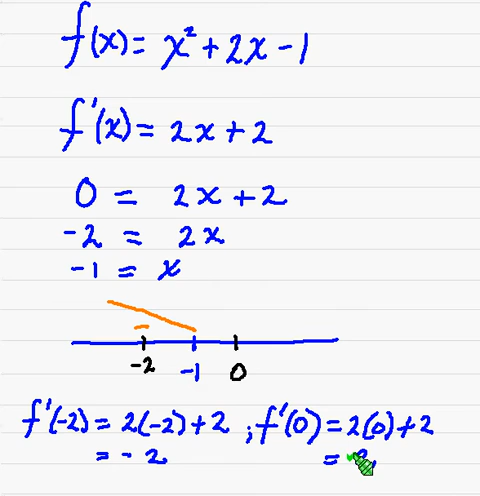 f(x) = x² + 2x - 1
f'(x) = 2x + 2
0 = 2x + 2
-2 = 2x
-1 = x
-2 -1 0
f'(-2) = 2(-2) + 2 ; f'(0) = 2(0) + 2
= -2 =